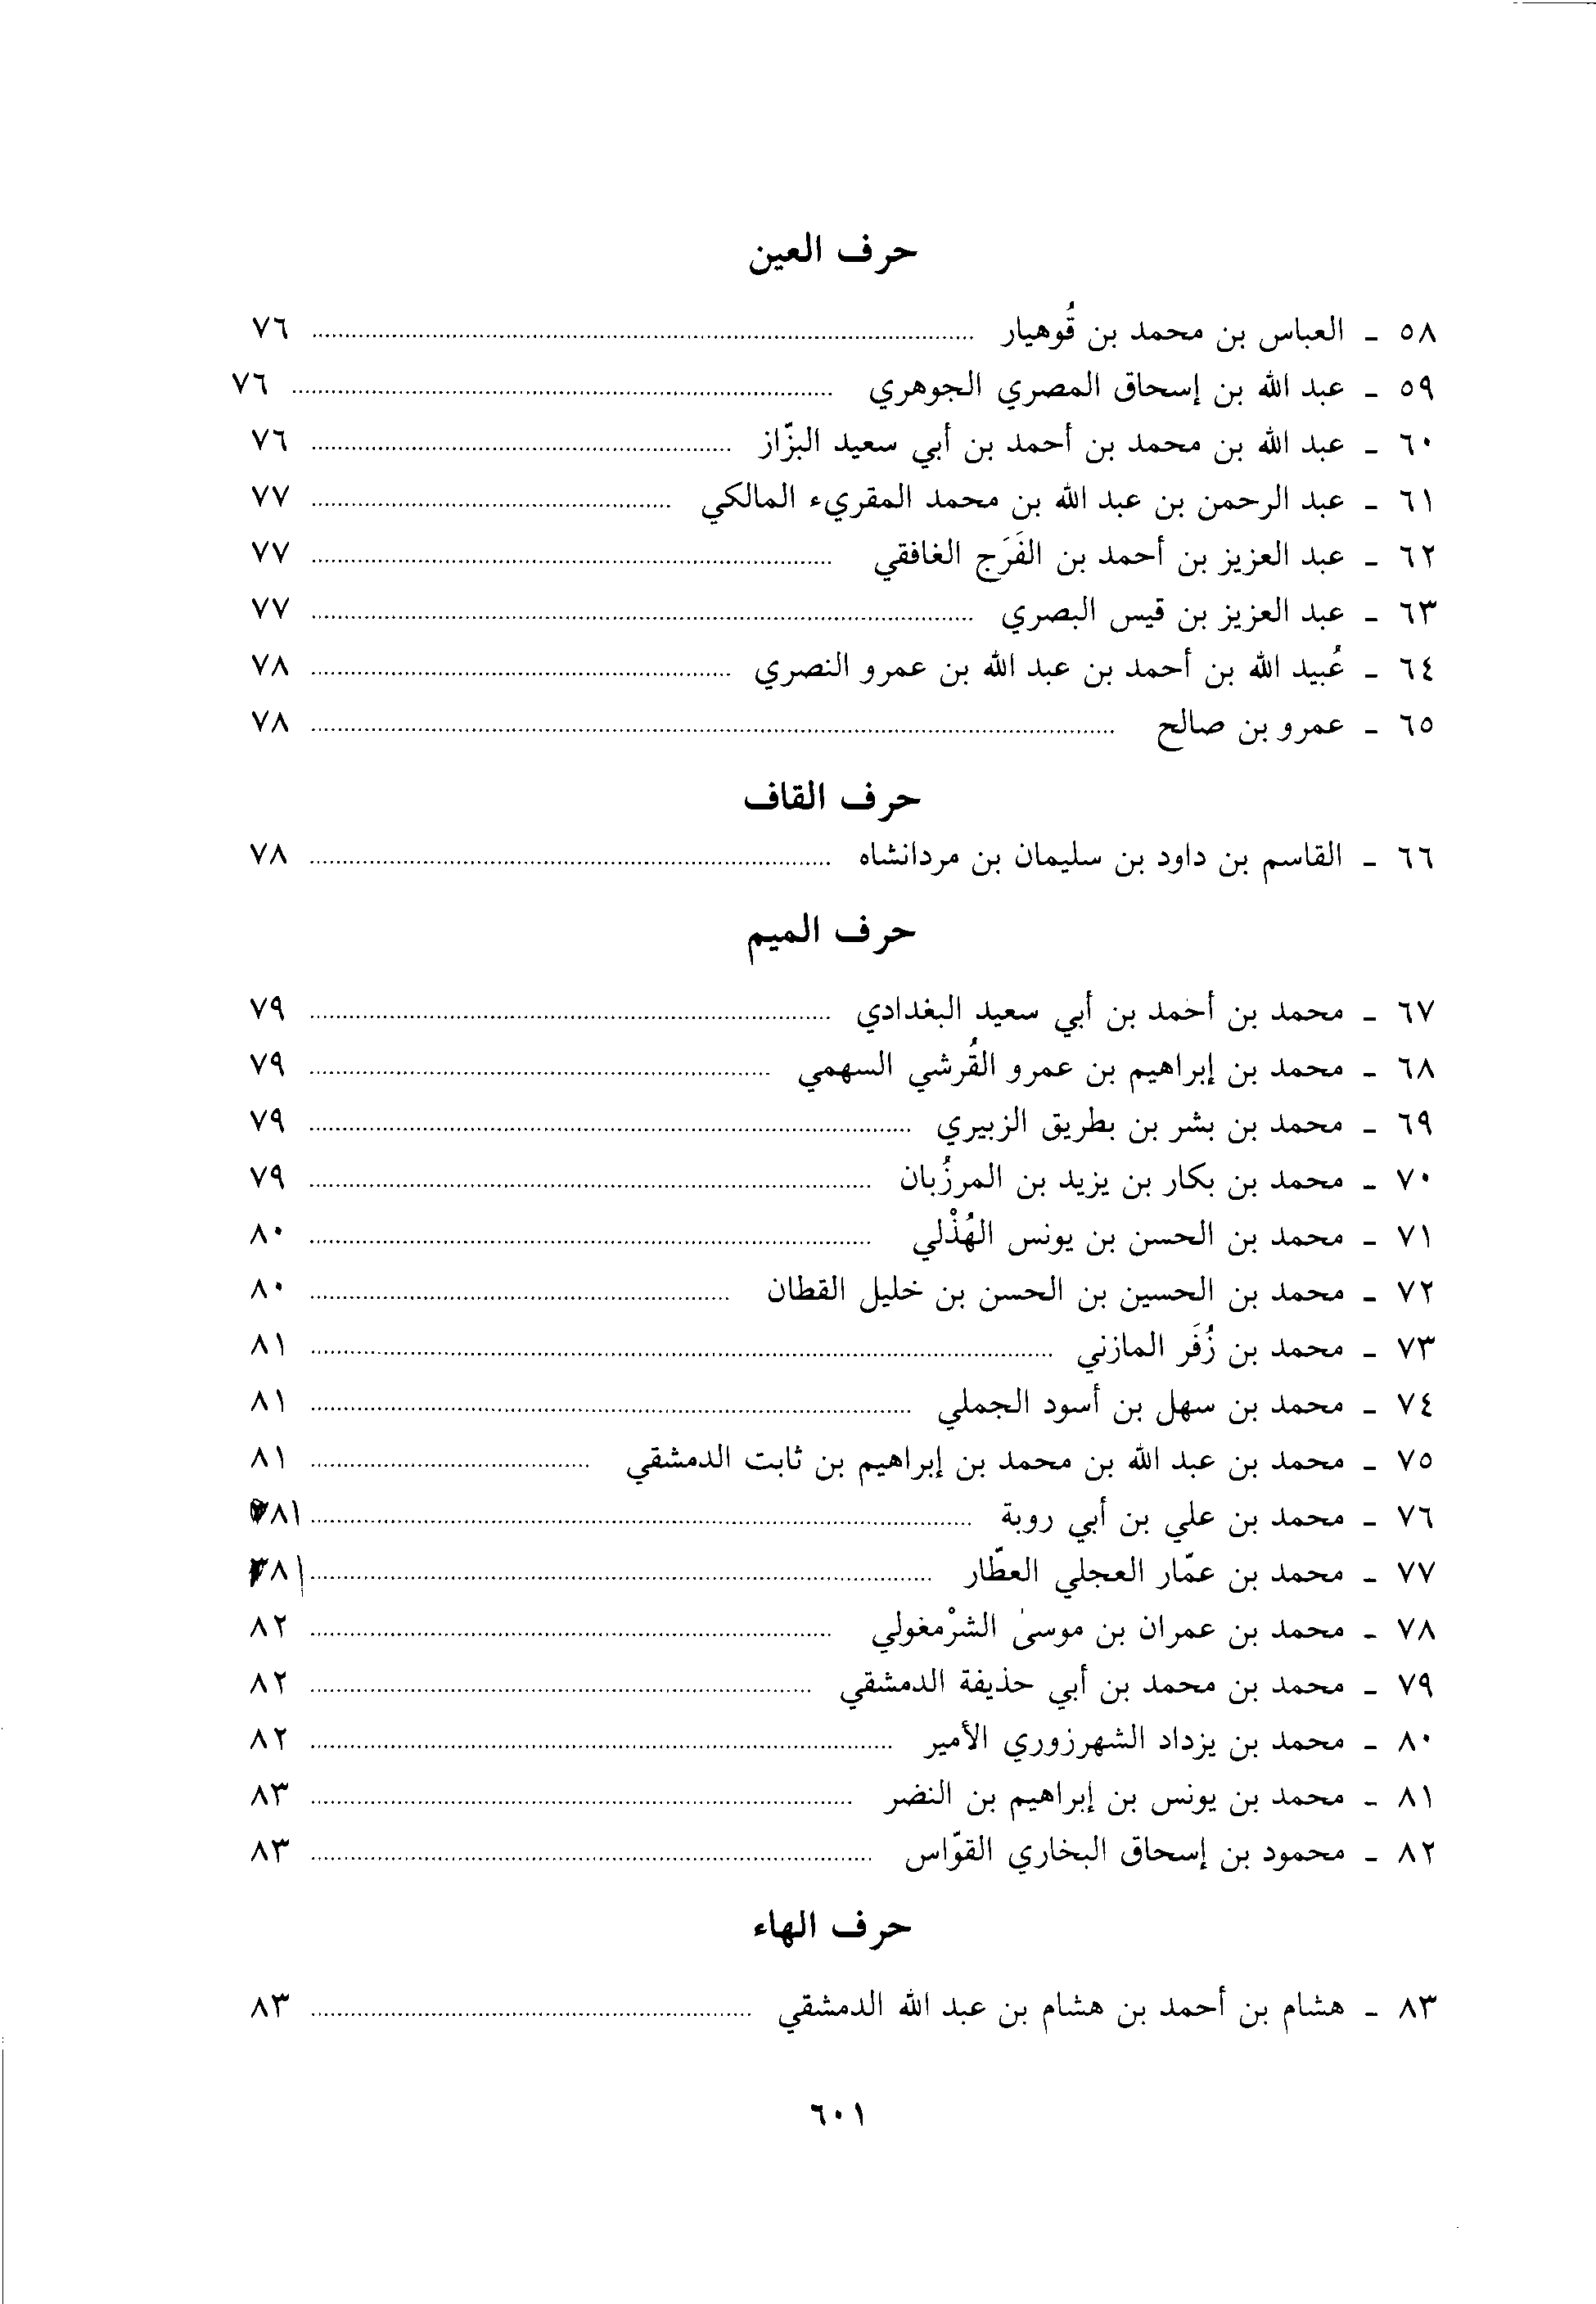 حرف العين
٥٨ - العباس بن محمد بن قُوهيار ........ ٧٦
٥٩ - عبد الله بن إسحاق المصري الجوهري ........ ٧٦
٦٠ - عبد الله بن محمد بن أحمد بن أبي سعيد البزّاز ........ ٧٦
٦١ - عبد الرحمن بن عبد الله بن محمد المقريء المالكي ........ ٧٧
٦٢ - عبد العزيز بن أحمد بن الفَرَج الغافقي ........ ٧٧
٦٣ - عبد العزيز بن قيس البصري ........ ٧٧
٦٤ - عُبيد الله بن أحمد بن عبد الله بن عمرو النصري ........ ٧٨
٦٥ - عمرو بن صالح ........ ٧٨
حرف القاف
٦٦ - القاسم بن داود بن سليمان بن مردانشاه ........ ٧٨
حرف الميم
٦٧ - محمد بن أحمد بن أبي سعيد البغدادي ........ ٧٩
٦٨ - محمد بن إبراهيم بن عمرو القُرشي السهمي ........ ٧٩
٦٩ - محمد بن بشر بن بطريق الزبيري ........ ٧٩
٧٠ - محمد بن بكار بن يزيد بن المرزُبان ........ ٧٩
٧١ - محمد بن الحسن بن يونس الهُذْلي ........ ٨٠
٧٢ - محمد بن الحسين بن الحسن بن خليل القطان ........ ٨٠
٧٣ - محمد بن زُفَر المازني ........ ٨١
٧٤ - محمد بن سهل بن أسود الجملي ........ ٨١
٧٥ - محمد بن عبد الله بن محمد بن إبراهيم بن ثابت الدمشقي ........ ٨١
٧٦ - محمد بن علي بن أبي روبة ........ ٨١
٧٧ - محمد بن عمّار العجلي العطّار ........ ٨١
٧٨ - محمد بن عمران بن موسىٰ الشرْمغولي ........ ٨٢
٧٩ - محمد بن محمد بن أبي حذيفة الدمشقي ........ ٨٢
٨٠ - محمد بن يزداد الشهرزوري الأمير ........ ٨٢
٨١ - محمد بن يونس بن إبراهيم بن النضر ........ ٨٣
٨٢ - محمود بن إسحاق البخاري القوّاس ........ ٨٣
حرف الهاء
٨٣ - هشام بن أحمد بن هشام بن عبد الله الدمشقي ........ ٨٣
٦٠١